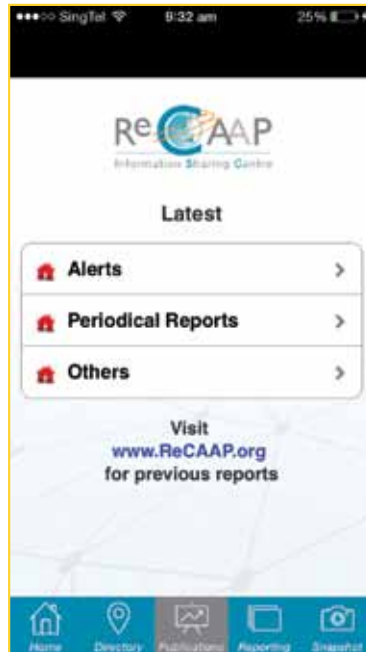 SingTel 9:32 am 25%
ReCAAP
Information Sharing Centre
Latest
Alerts
Periodical Reports
Others
Visit
www.ReCAAP.org
for previous reports
Home Directory Publications Reporting Snapshot